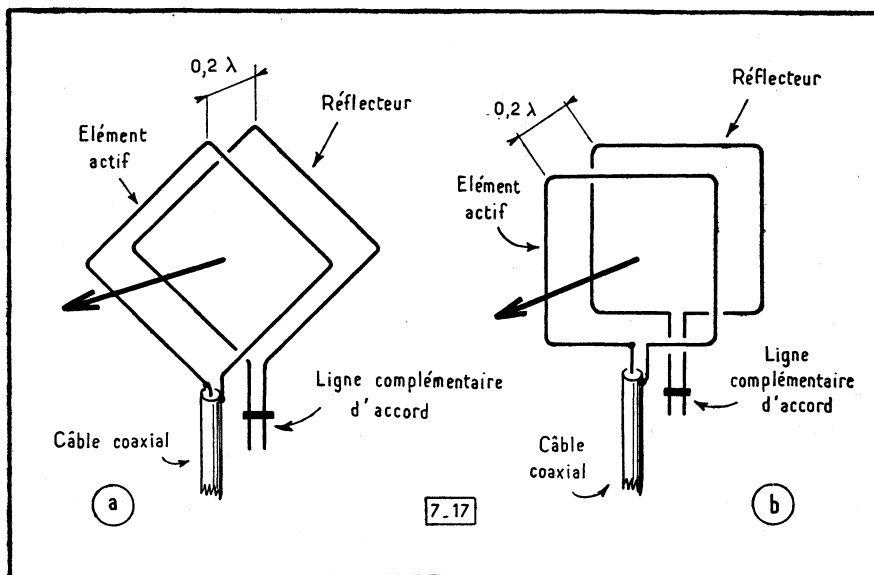 0,2 λ
Réflecteur
Elément
actif
Ligne complémentaire
d'accord
Câble coaxial
a
7_17
0,2 λ
Réflecteur
Elément
actif
Ligne
complémentaire
d'accord
Câble
coaxial
b